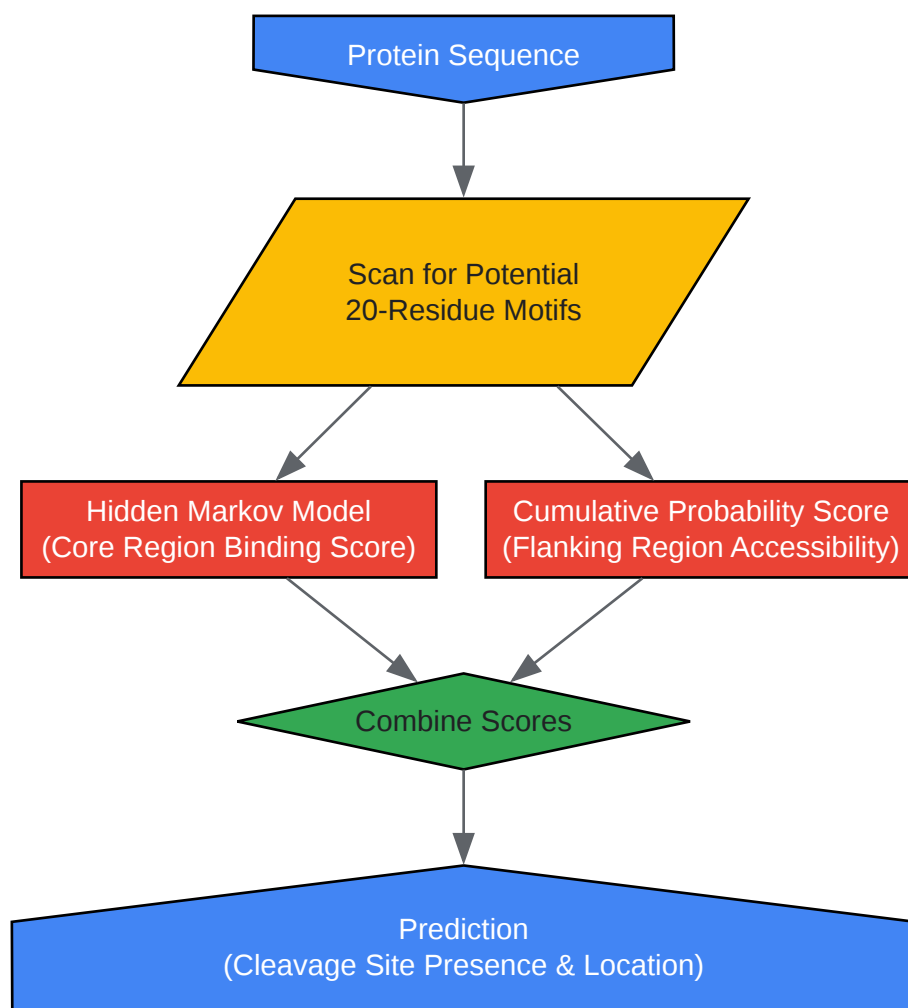 Protein Sequence
Scan for Potential
20-Residue Motifs
Hidden Markov Model
(Core Region Binding Score)
Cumulative Probability Score
(Flanking Region Accessibility)
Combine Scores
Prediction
(Cleavage Site Presence & Location)